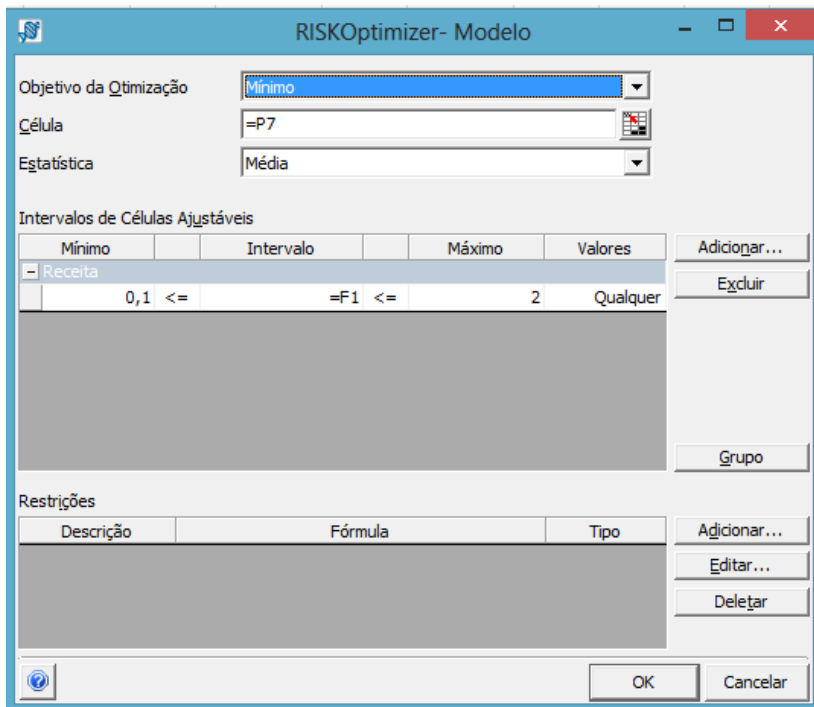 RISKOptimizer- Modelo
Objetivo da Otimização Mínimo
Célula =P7
Estatística Média
Intervalos de Células Ajustáveis
Mínimo Intervalo Máximo Valores Adicionar...
Receita
Excluir
0,1 <= =F1 <= 2 Qualquer
Grupo
Restrições
Descrição Fórmula Tipo Adicionar...
Editar...
Deletar
OK Cancelar